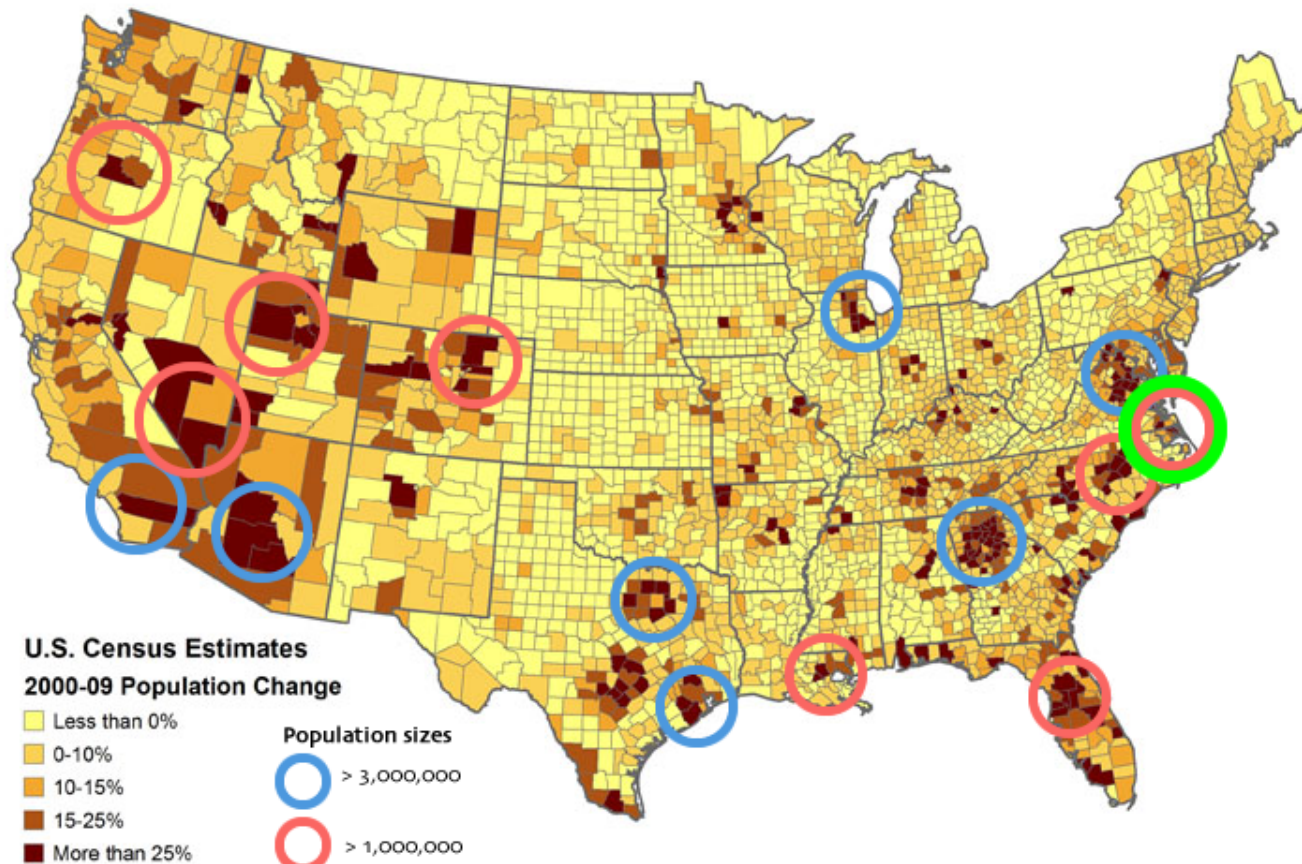 U.S. Census Estimates
2000-09 Population Change
Less than 0%
0-10%
10-15%
15-25%
More than 25%
Population sizes
> 3,000,000
> 1,000,000